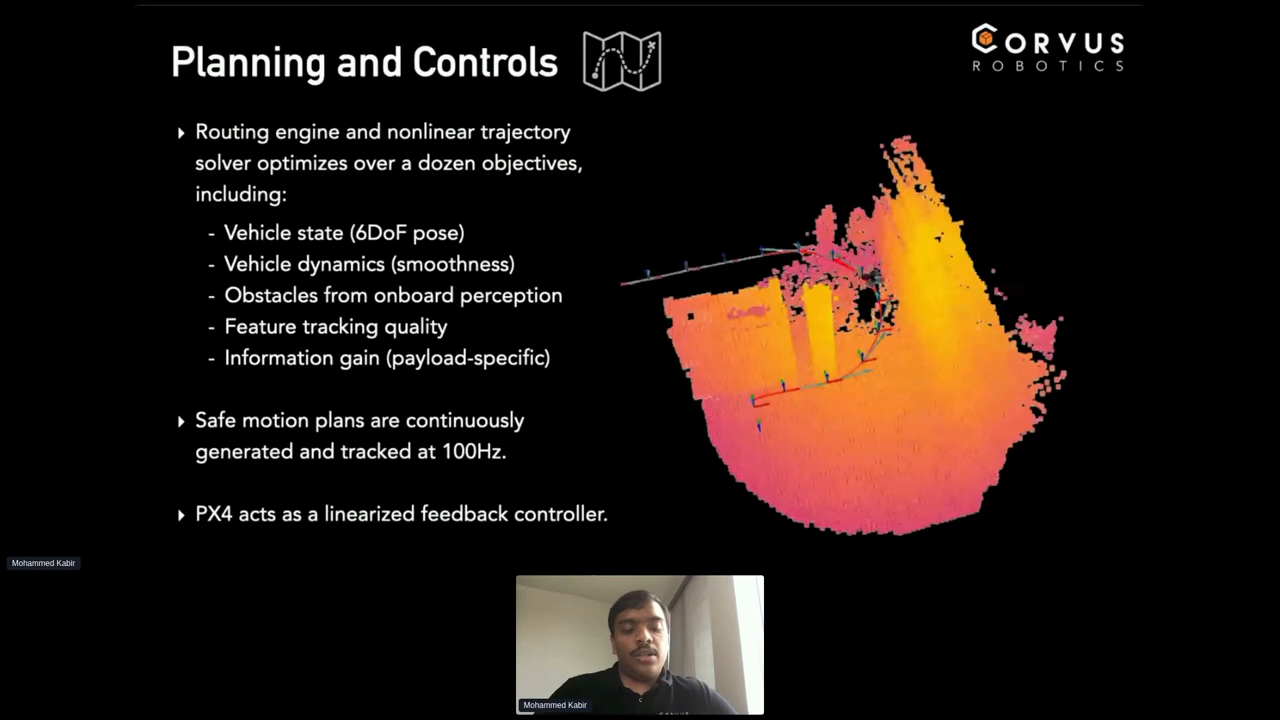 Planning and Controls
CORVUS
ROBOTICS
Routing engine and nonlinear trajectory
solver optimizes over a dozen objectives,
including:
- Vehicle state (6DoF pose)
- Vehicle dynamics (smoothness)
- Obstacles from onboard perception
- Feature tracking quality
- Information gain (payload-specific)
Safe motion plans are continuously
generated and tracked at 100Hz.
PX4 acts as a linearized feedback controller.
Mohammed Kabir
Mohammed Kabir